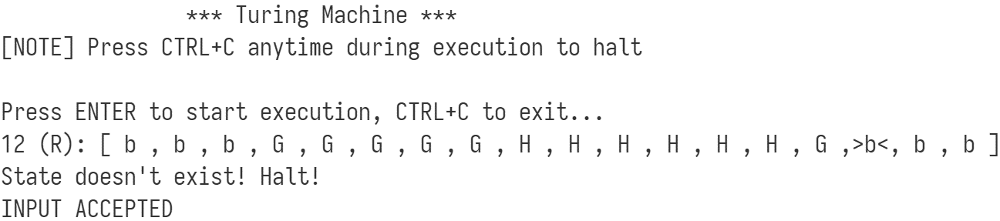 *** Turing Machine ***
[NOTE] Press CTRL+C anytime during execution to halt
Press ENTER to start execution, CTRL+C to exit...
12 (R): [ b , b , b , G , G , G , G , G , H , H , H , H , H , H , G ,>b<, b , b ]
State doesn't exist! Halt!
INPUT ACCEPTED